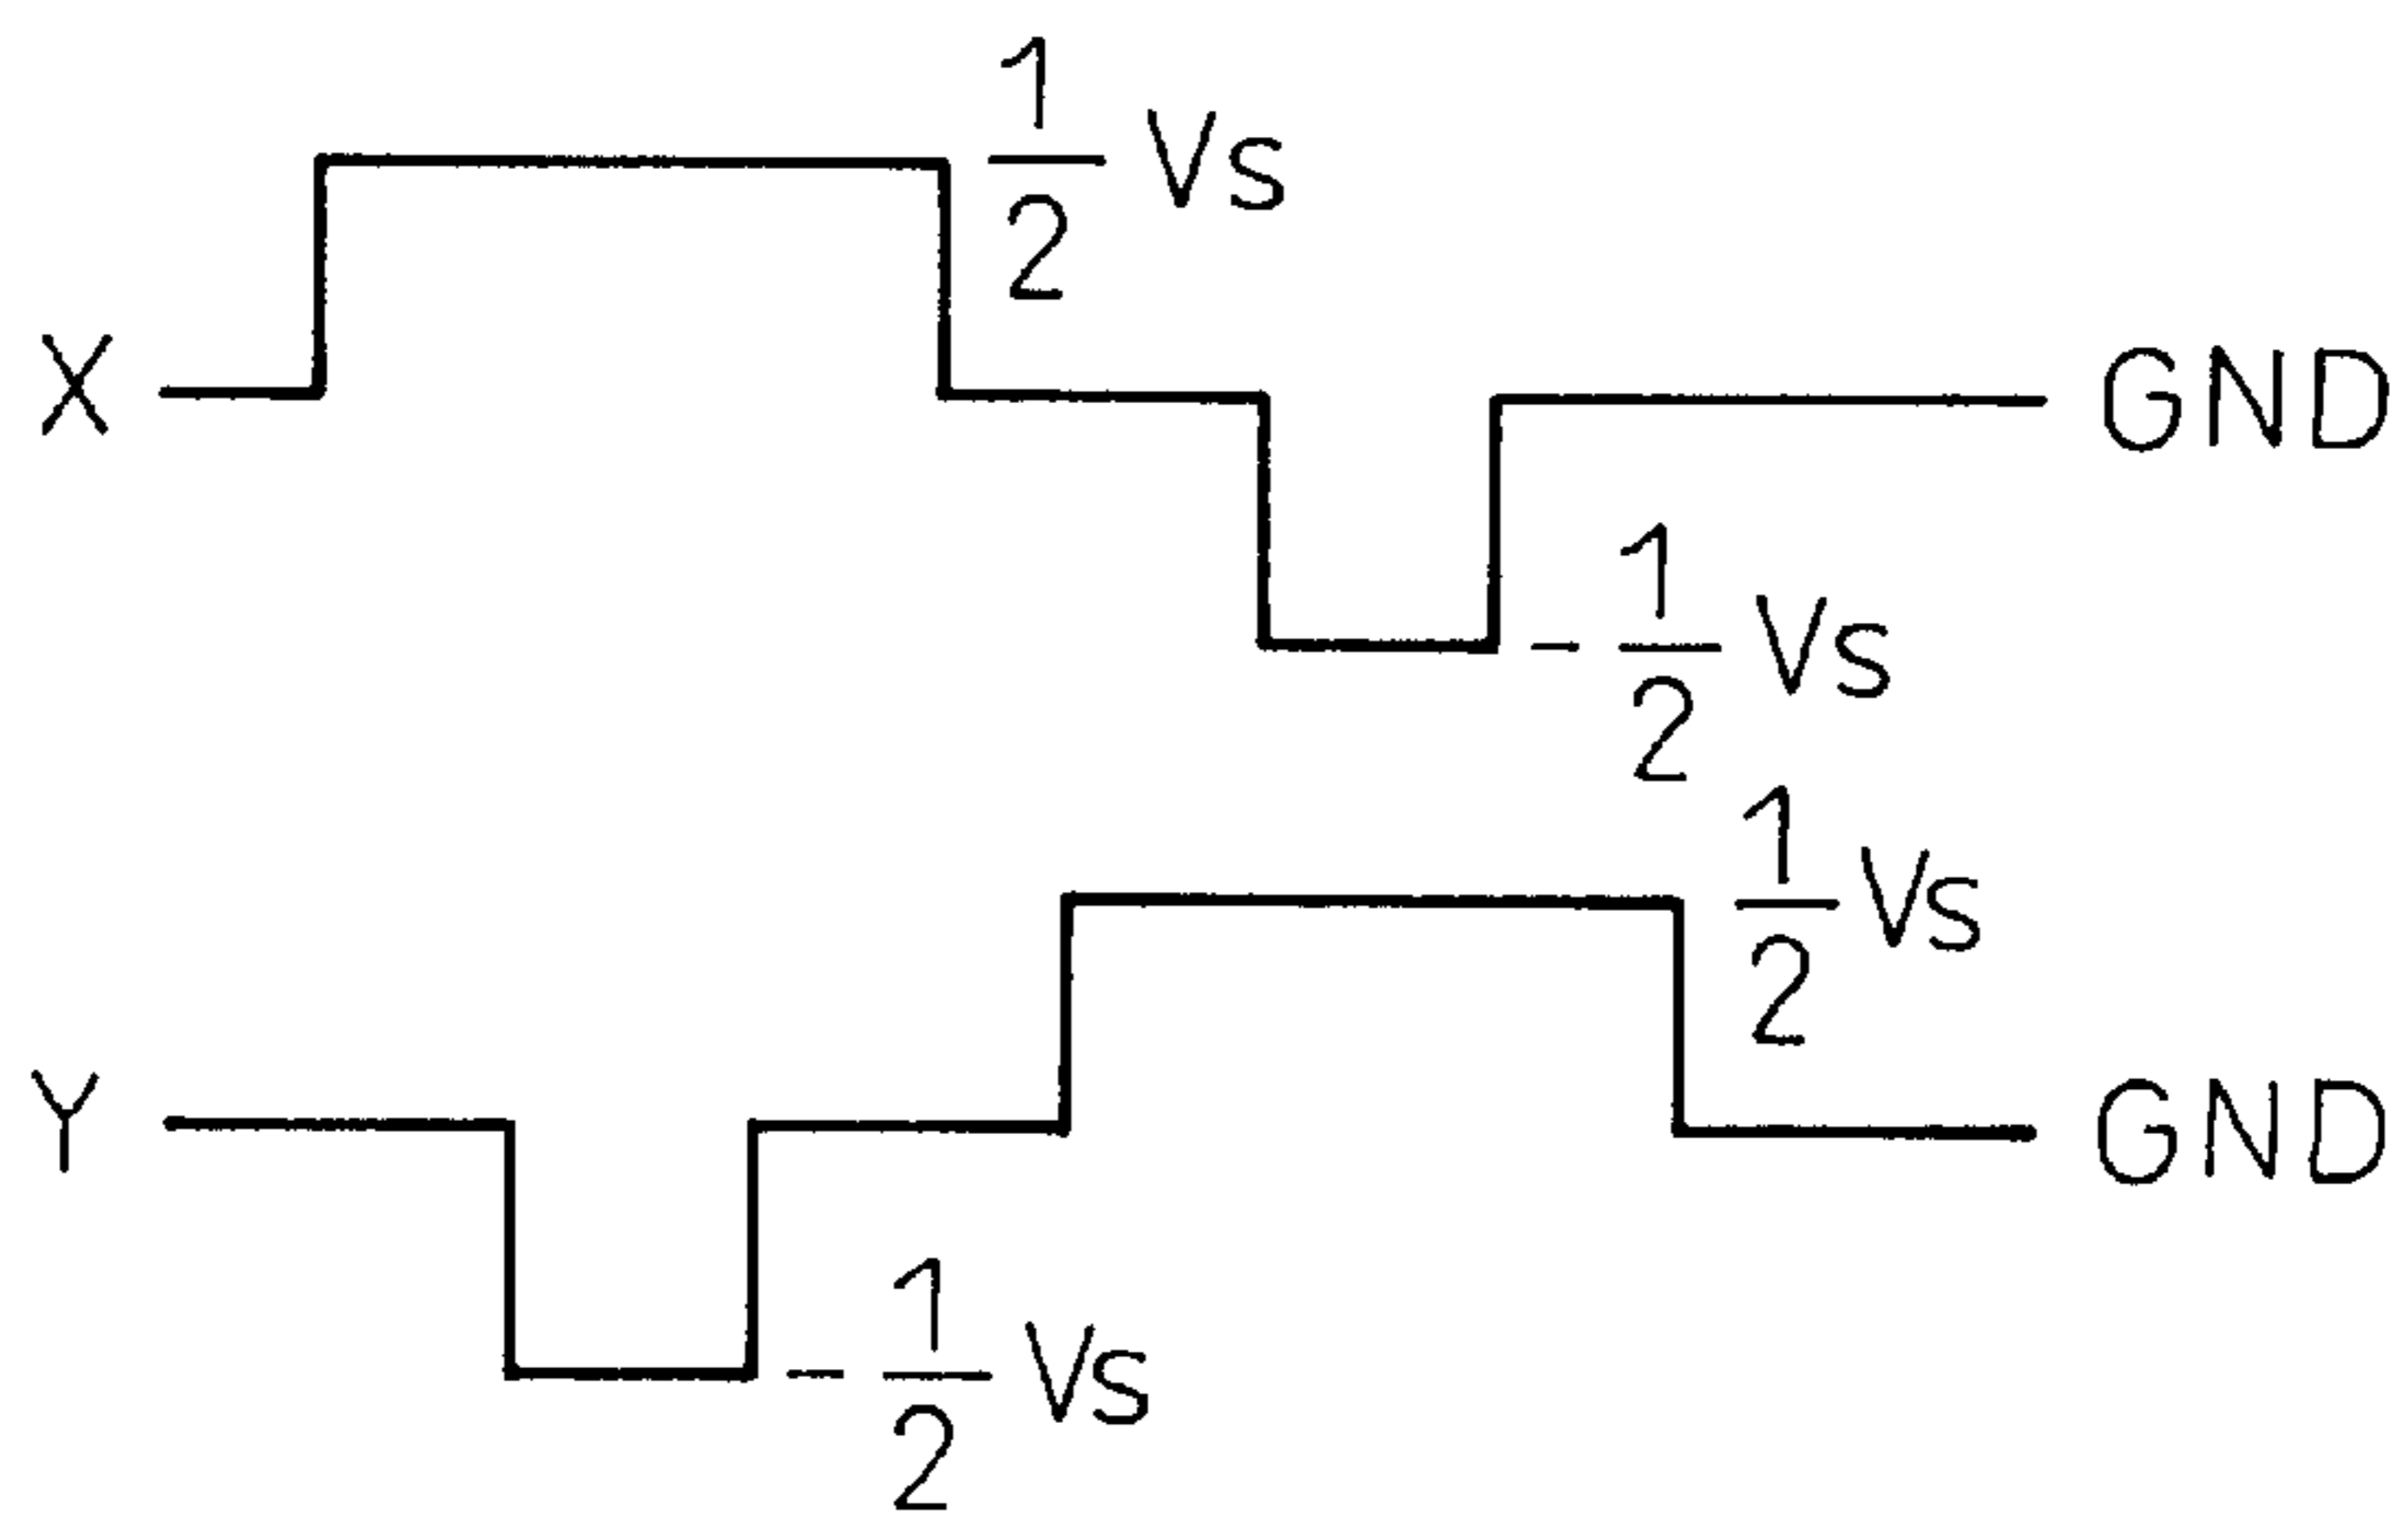 X
1/2 Vs
GND
- 1/2 Vs
1/2 Vs
Y
GND
- 1/2 Vs